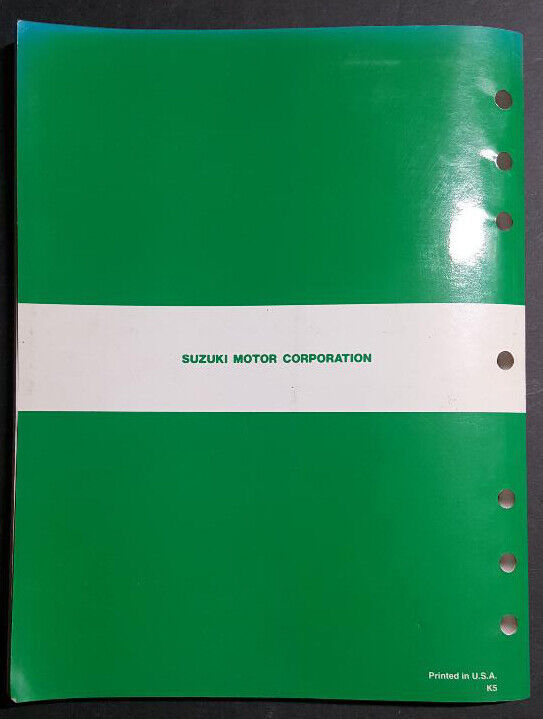 SUZUKI MOTOR CORPORATION
Printed in U.S.A.
K5